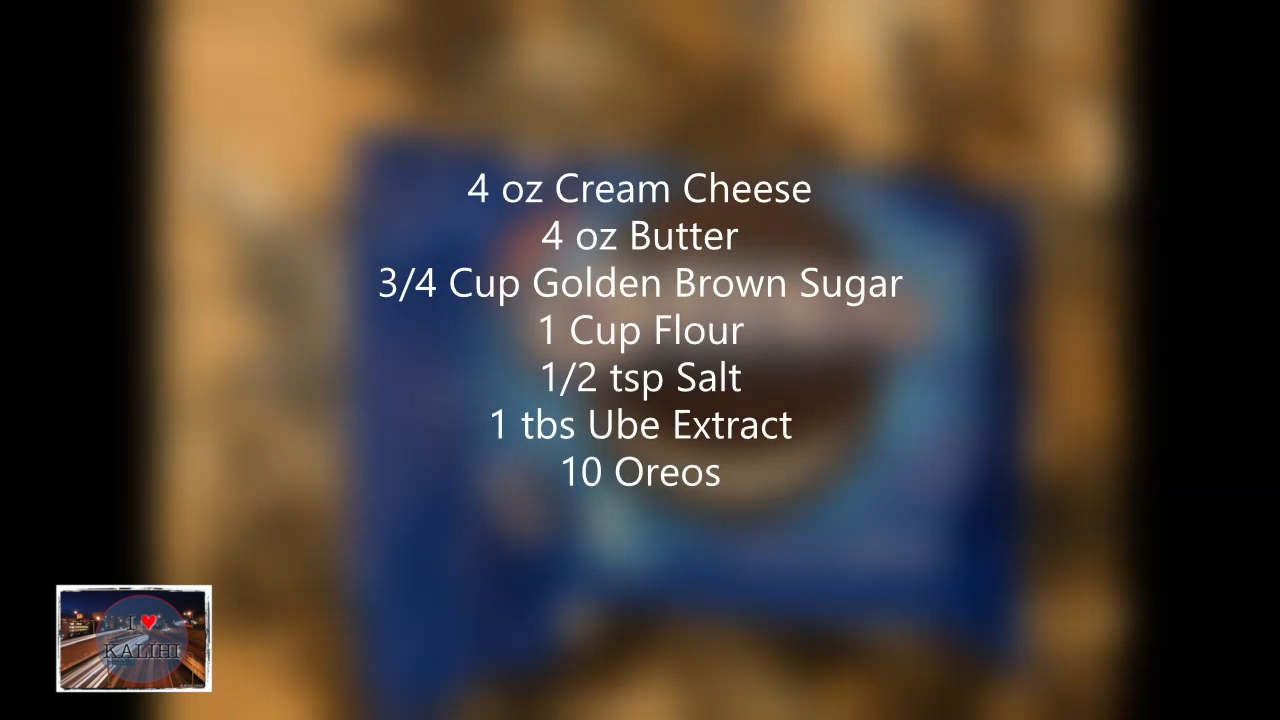 4 oz Cream Cheese
4 oz Butter
3/4 Cup Golden Brown Sugar
1 Cup Flour
1/2 tsp Salt
1 tbs Ube Extract
10 Oreos
I ♥
KALIHI